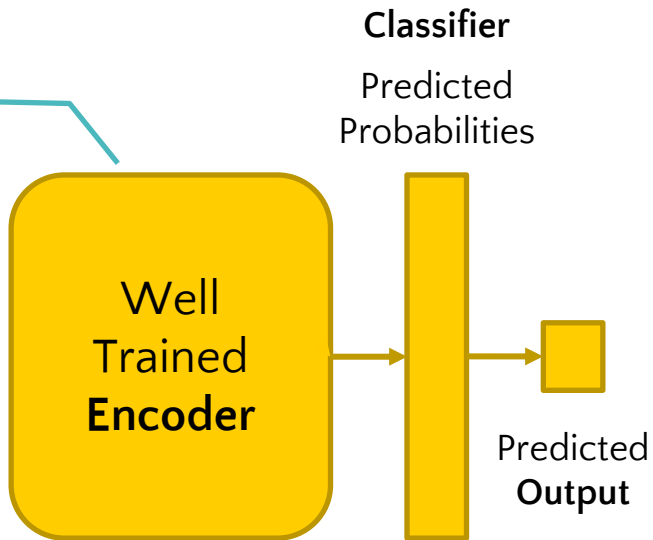 Classifier
Predicted
Probabilities
Well
Trained
Encoder
Predicted
Output